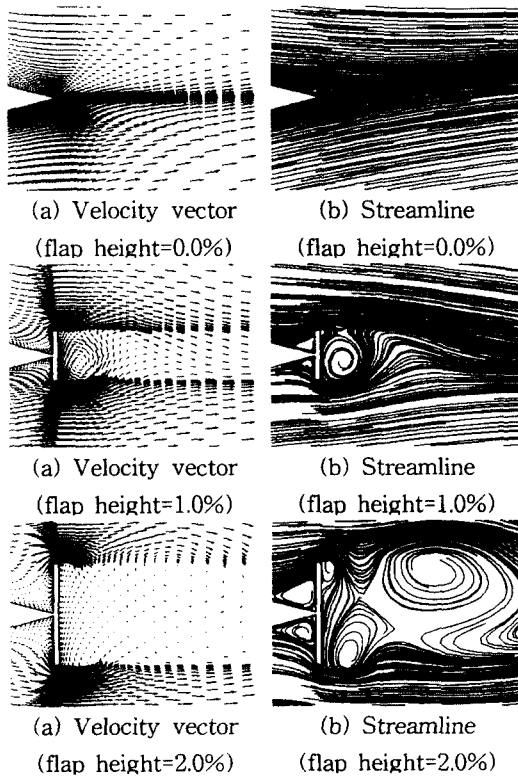 (a) Velocity vector
(flap height=0.0%)
(b) Streamline
(flap height=0.0%)
(a) Velocity vector
(flap height=1.0%)
(b) Streamline
(flap height=1.0%)
(a) Velocity vector
(flap height=2.0%)
(b) Streamline
(flap height=2.0%)